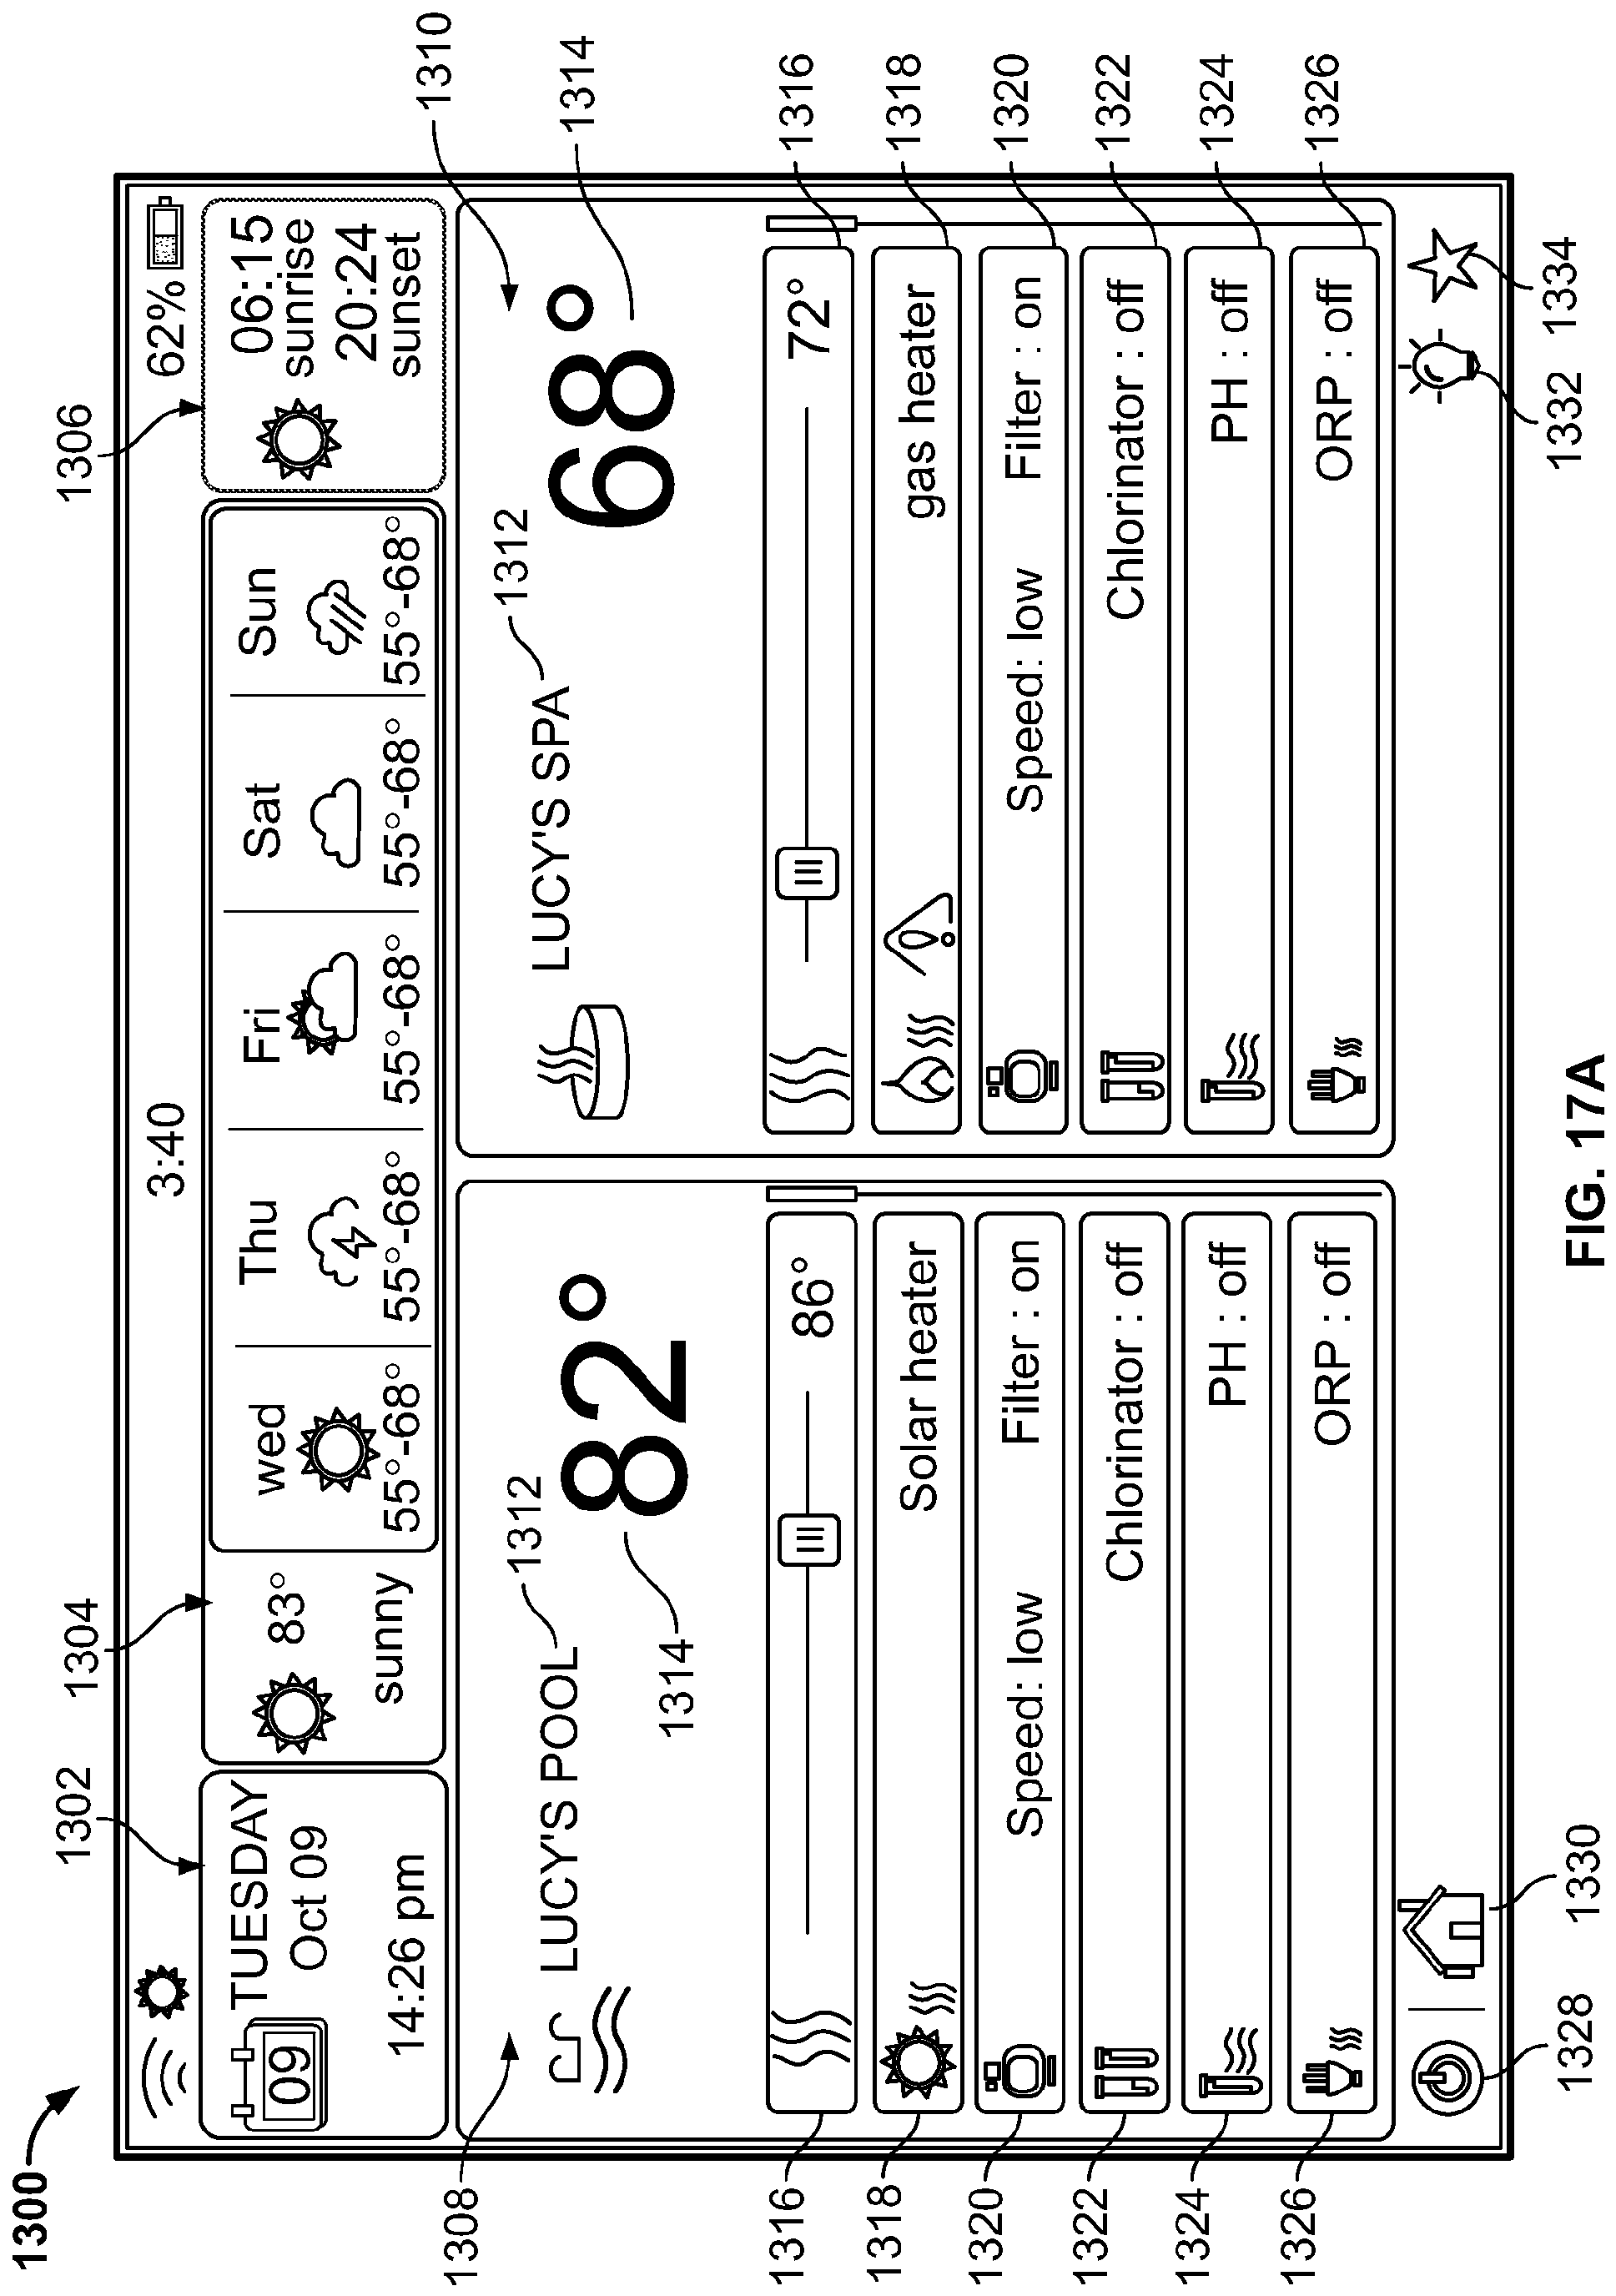 1300
1302
1304
1306
3:40
62%
09
TUESDAY
Oct 09
14:26 pm
83°
sunny
wed
55°-68°
Thu
55°-68°
Fri
55°-68°
Sat
55°-68°
Sun
55°-68°
06:15
sunrise
20:24
sunset
1308
LUCY'S POOL
1312
82°
1314
1316
86°
1318
Solar heater
1320
Speed: low
Filter : on
1322
Chlorinator : off
1324
PH : off
1326
ORP : off
1310
LUCY'S SPA
1312
68°
1314
72°
1316
gas heater
1318
Speed: low
Filter : on
1320
Chlorinator : off
1322
PH : off
1324
ORP : off
1326
1328
1330
1332
1334
FIG. 17A